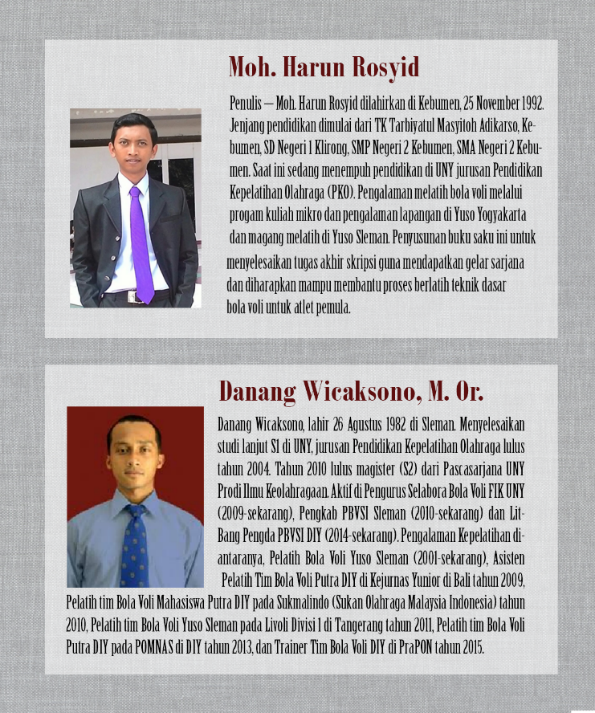 Moh. Harun Rosyid
Penulis – Moh. Harun Rosyid dilahirkan di Kebumen, 25 November 1992.
Jenjang pendidikan dimulai dari TK Tarbiyatul Masyitoh Adikarso, Ke-
bumen, SD Negeri 1 Klirong, SMP Negeri 2 Kebumen, SMA Negeri 2 Kebu-
men. Saat ini sedang menempuh pendidikan di UNY jurusan Pendidikan
Kepelatihan Olahraga (PKO). Pengalaman melatih bola voli melalui
progam kuliah mikro dan pengalaman lapangan di Yuso Yogyakarta
dan magang melatih di Yuso Sleman. Penyusunan buku saku ini untuk
menyelesaikan tugas akhir skripsi guna mendapatkan gelar sarjana
dan diharapkan mampu membantu proses berlatih teknik dasar
bola voli untuk atlet pemula.
Danang Wicaksono, M. Or.
Danang Wicaksono, lahir 26 Agustus 1982 di Sleman. Menyelesaikan
studi lanjut S1 di UNY, jurusan Pendidikan Kepelatihan Olahraga lulus
tahun 2004. Tahun 2010 lulus magister (S2) dari Pascasarjana UNY
Prodi Ilmu Keolahragaan. Aktif di Pengurus Selabora Bola Voli FIK UNY
(2009-sekarang), Pengkab PBVSI Sleman (2010-sekarang) dan Lit-
Bang Pengda PBVSI DIY (2014-sekarang). Pengalaman Kepelatihan di-
antaranya, Pelatih Bola Voli Yuso Sleman (2001-sekarang), Asisten
Pelatih Tim Bola Voli Putra DIY di Kejurnas Yunior di Bali tahun 2009,
Pelatih tim Bola Voli Mahasiswa Putra DIY pada Sukmalindo (Sukan Olahraga Malaysia Indonesia) tahun
2010, Pelatih tim Bola Voli Yuso Sleman pada Livoli Divisi 1 di Tangerang tahun 2011, Pelatih tim Bola Voli
Putra DIY pada POMNAS di DIY tahun 2013, dan Trainer Tim Bola Voli DIY di PraPON tahun 2015.